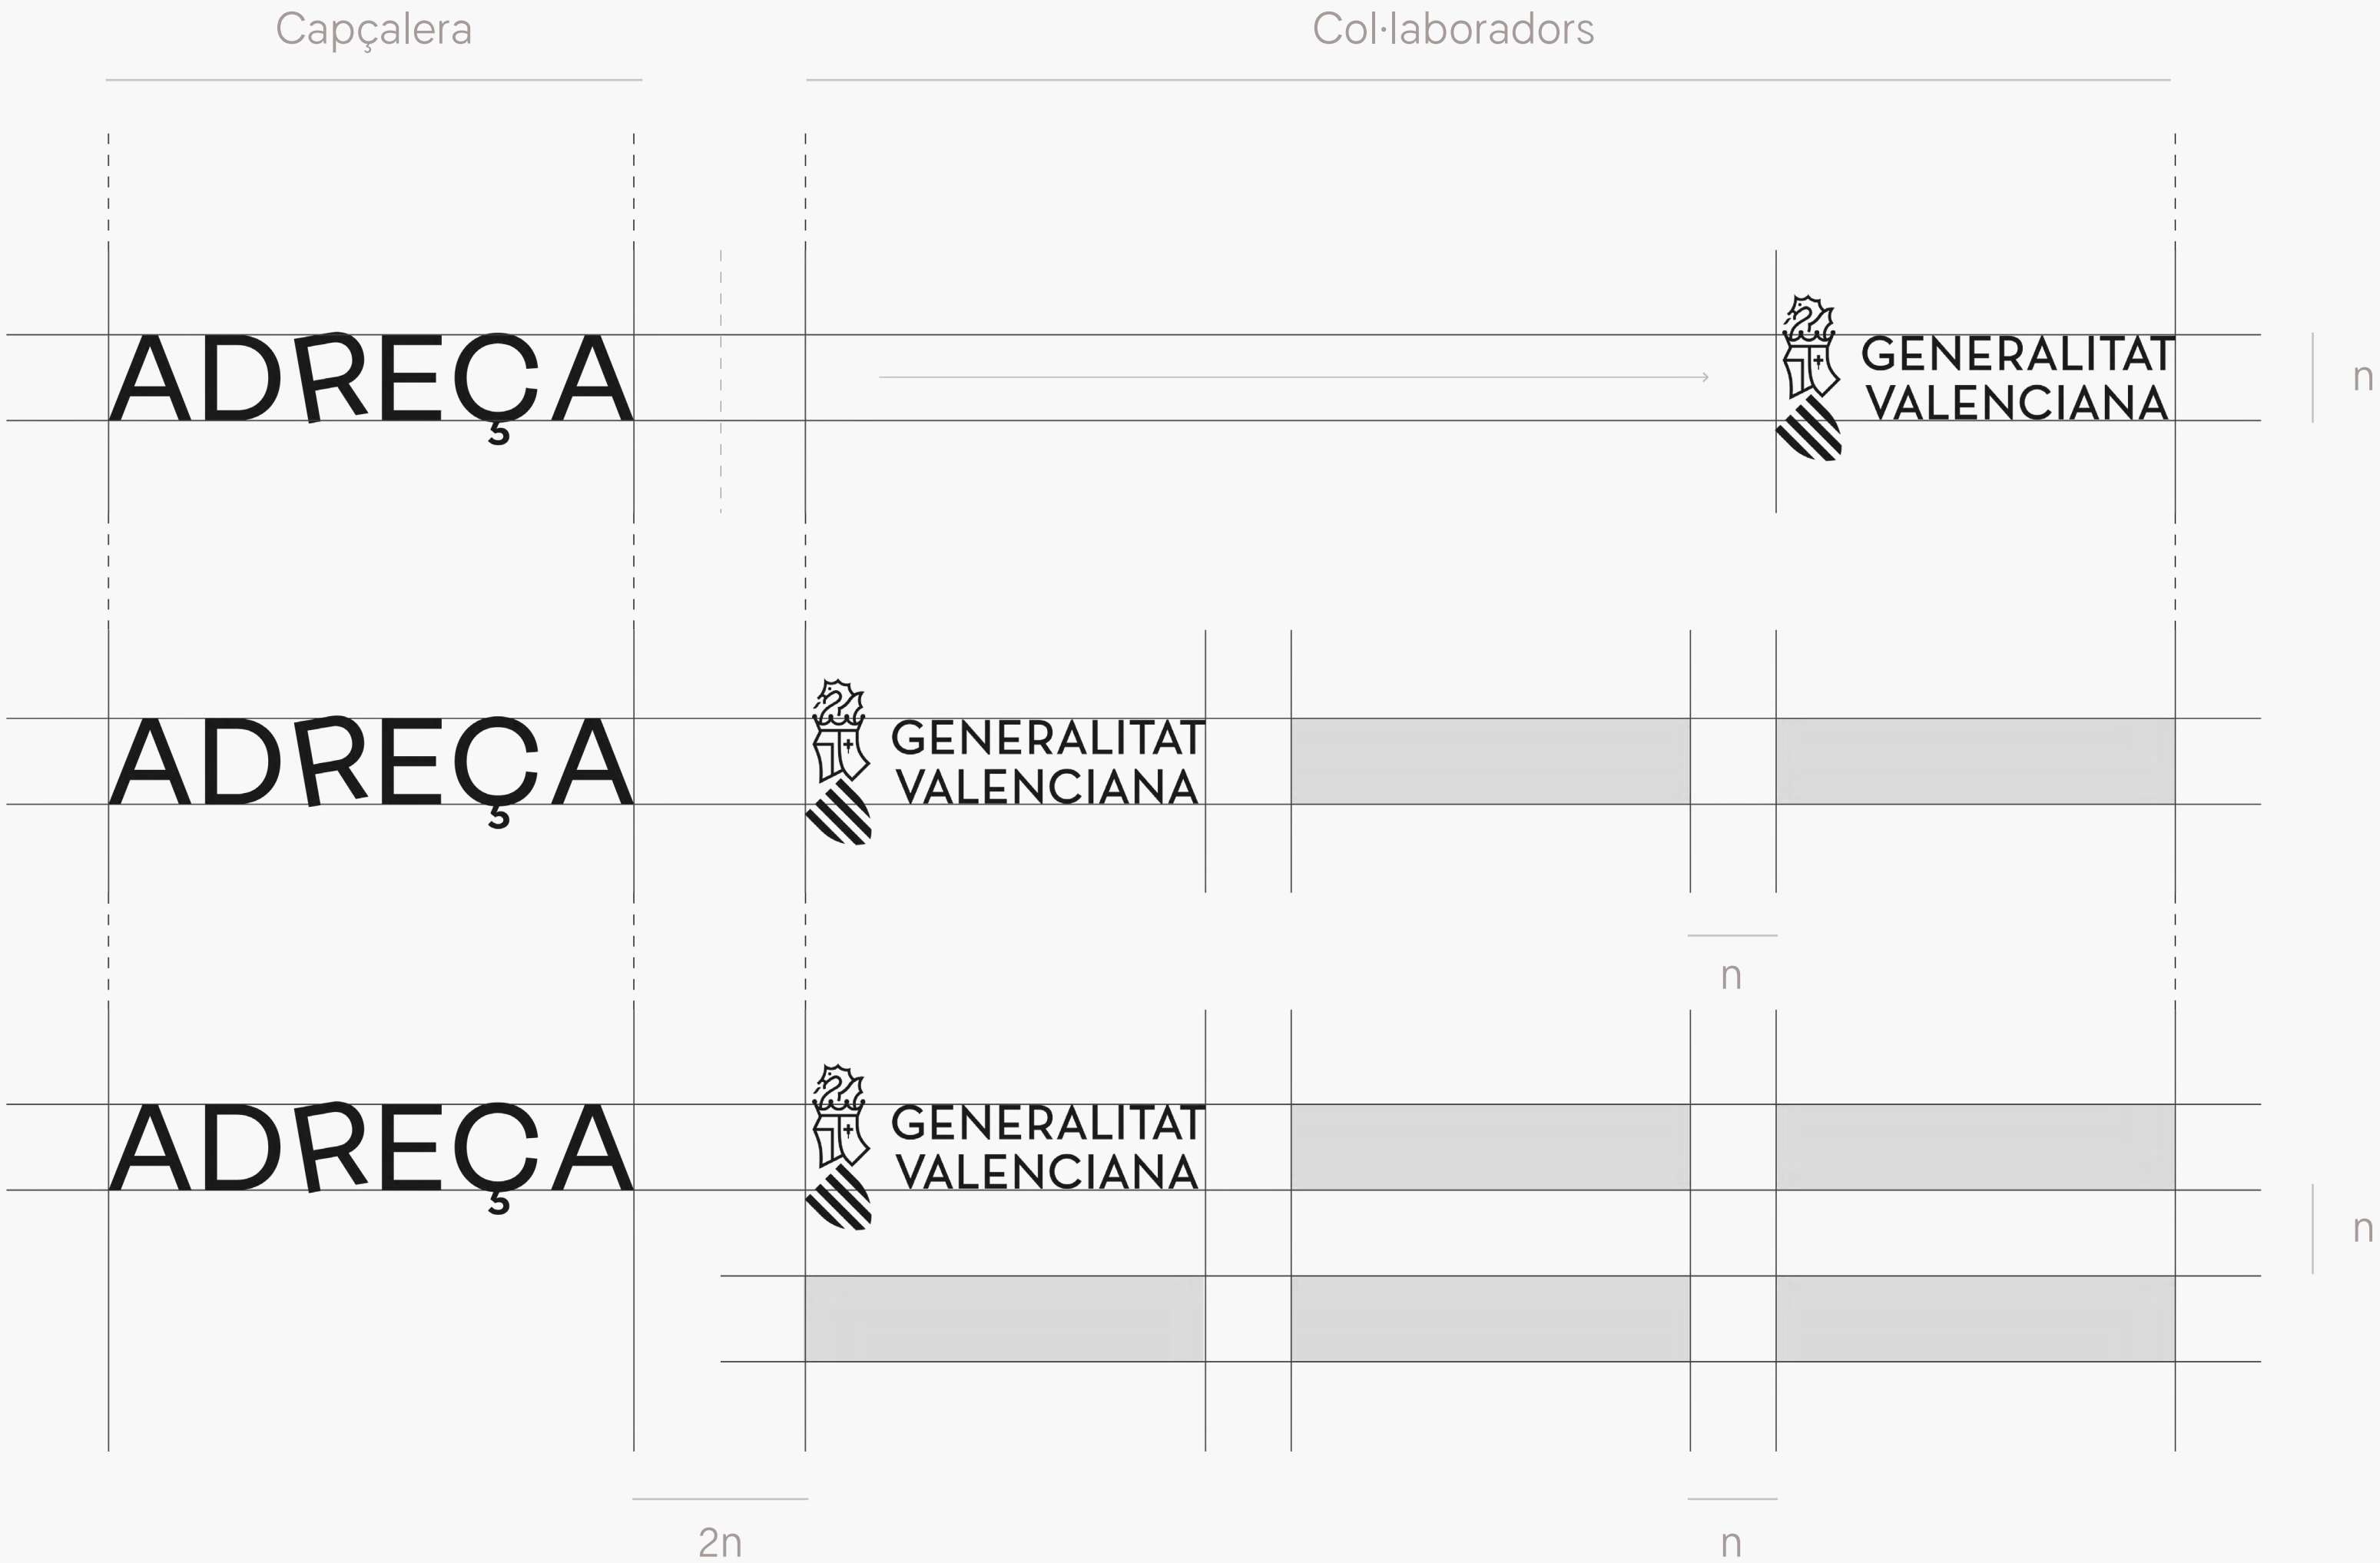 Capçalera
Col·laboradors
ADREÇA
GENERALITAT
VALENCIANA
n
ADREÇA
GENERALITAT
VALENCIANA
n
ADREÇA
GENERALITAT
VALENCIANA
n
2n
n